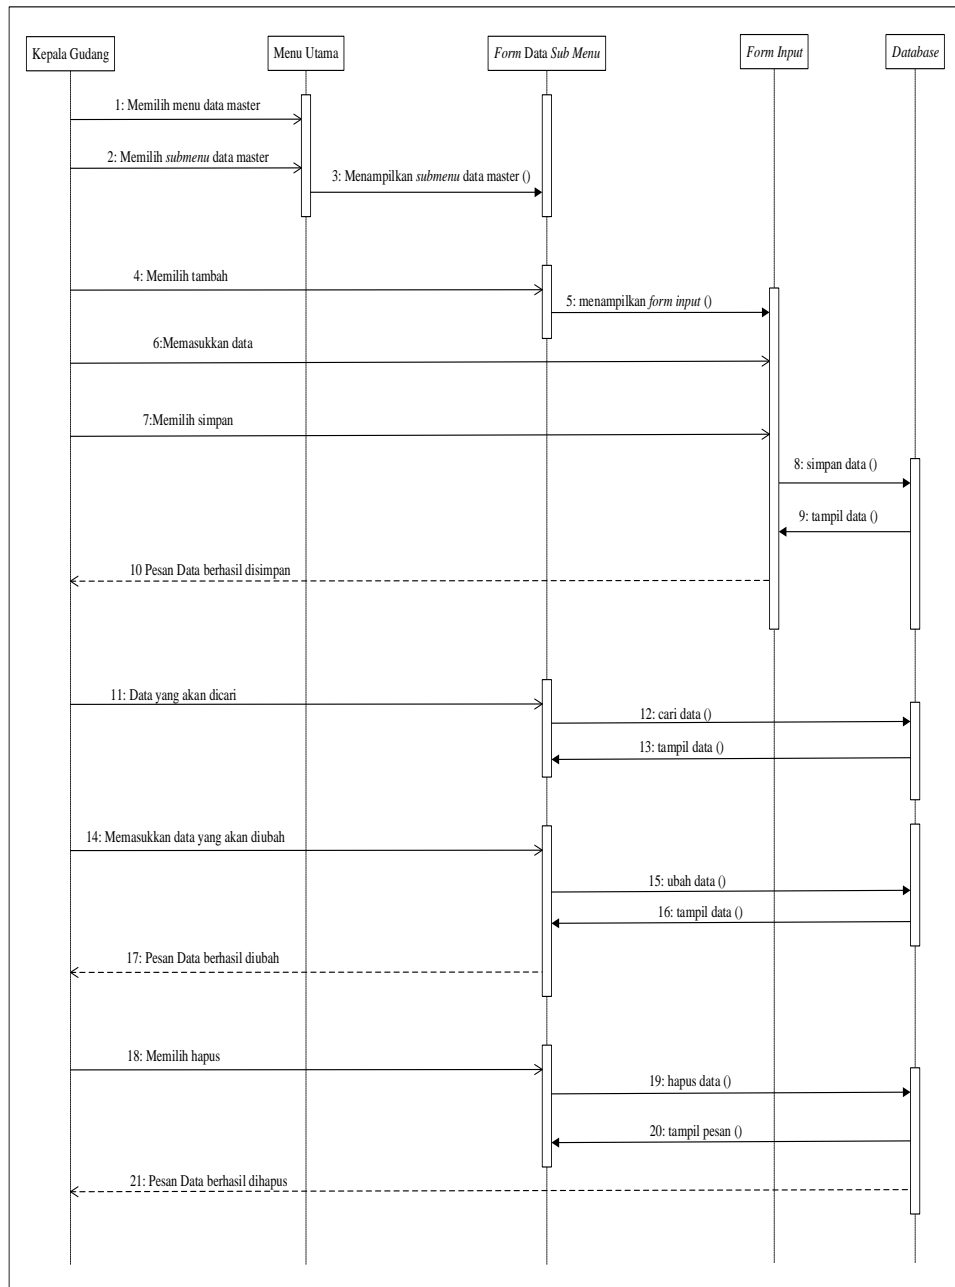 Kepala Gudang
Menu Utama
Form Data Sub Menu
Form Input
Database
1: Memilih menu data master
2: Memilih submenu data master
3: Menampilkan submenu data master ()
4: Memilih tambah
5: menampilkan form input ()
6:Memasukkan data
7:Memilih simpan
8: simpan data ()
9: tampil data ()
10 Pesan Data berhasil disimpan
11: Data yang akan dicari
12: cari data ()
13: tampil data ()
14: Memasukkan data yang akan diubah
15: ubah data ()
16: tampil data ()
17: Pesan Data berhasil diubah
18: Memilih hapus
19: hapus data ()
20: tampil pesan ()
21: Pesan Data berhasil dihapus